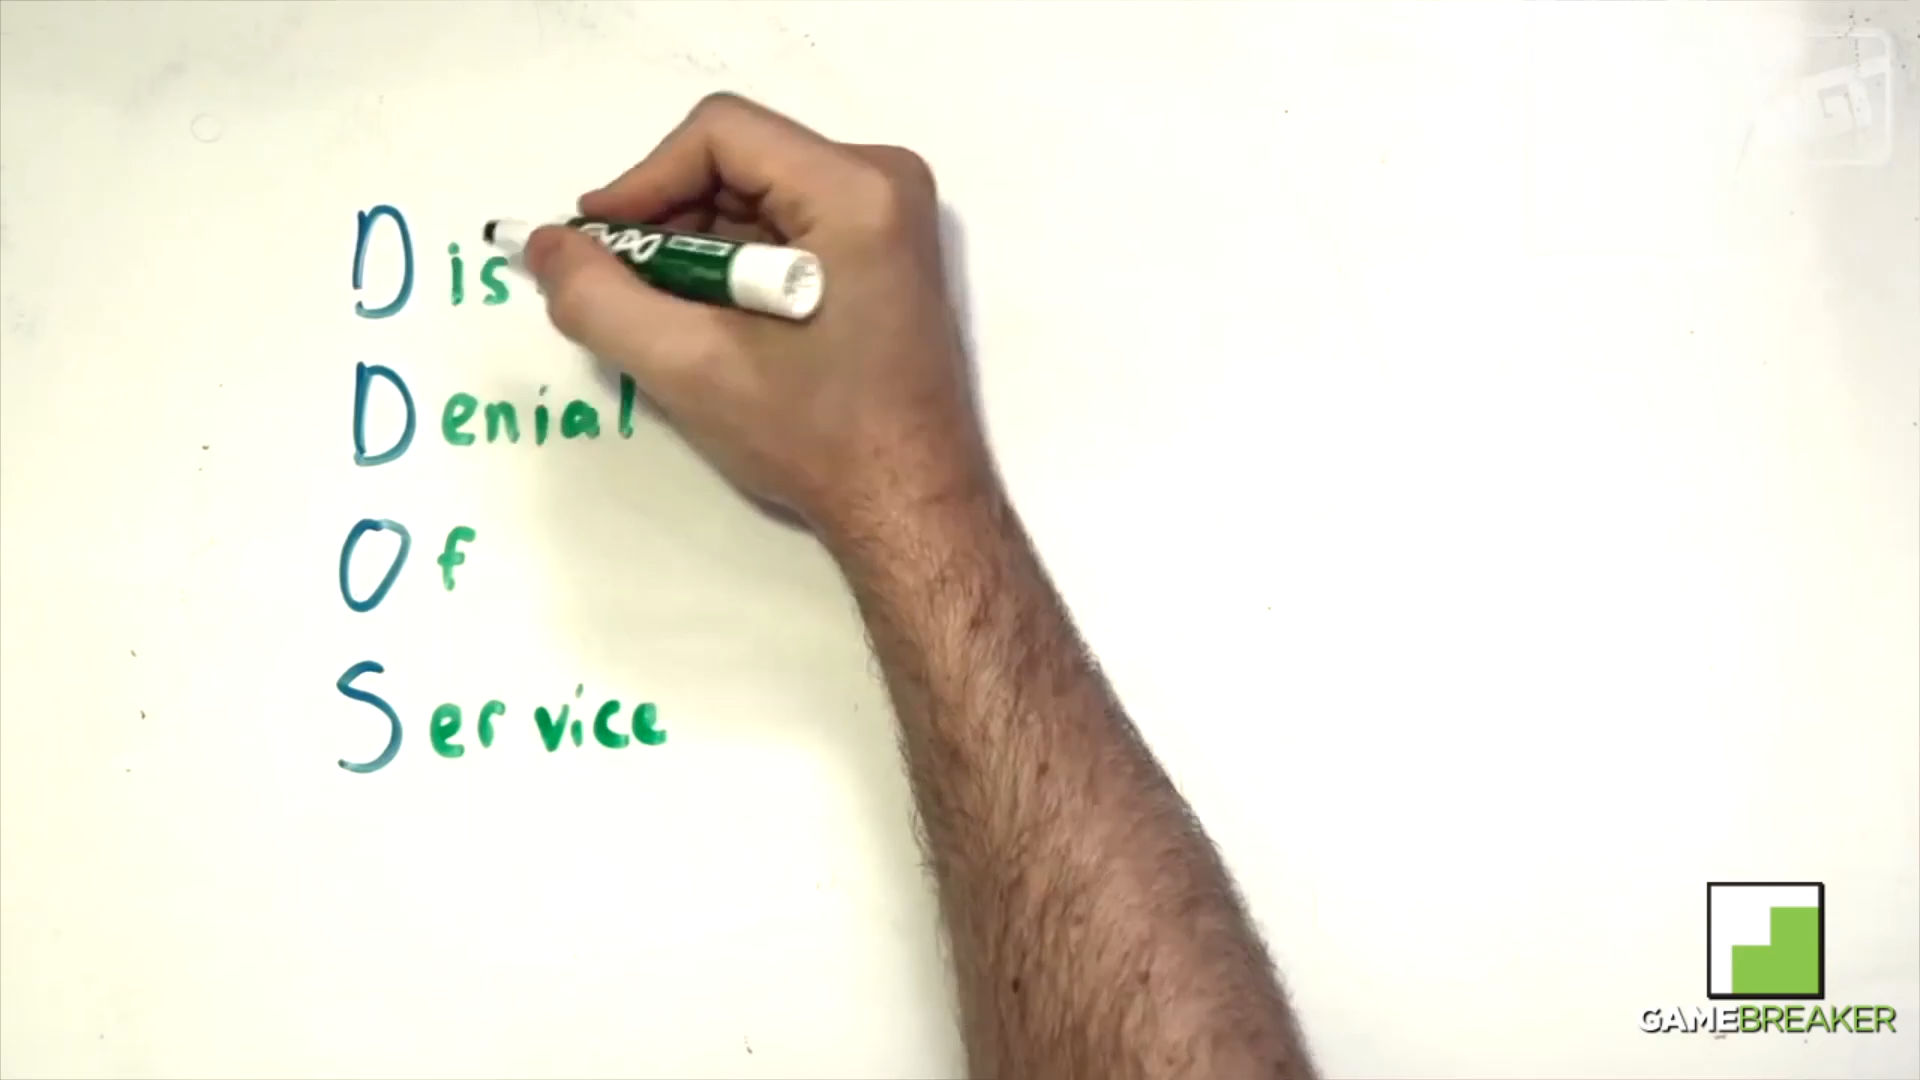 Dis
Denial
Of
Service
EXPO
GAMEBREAKER